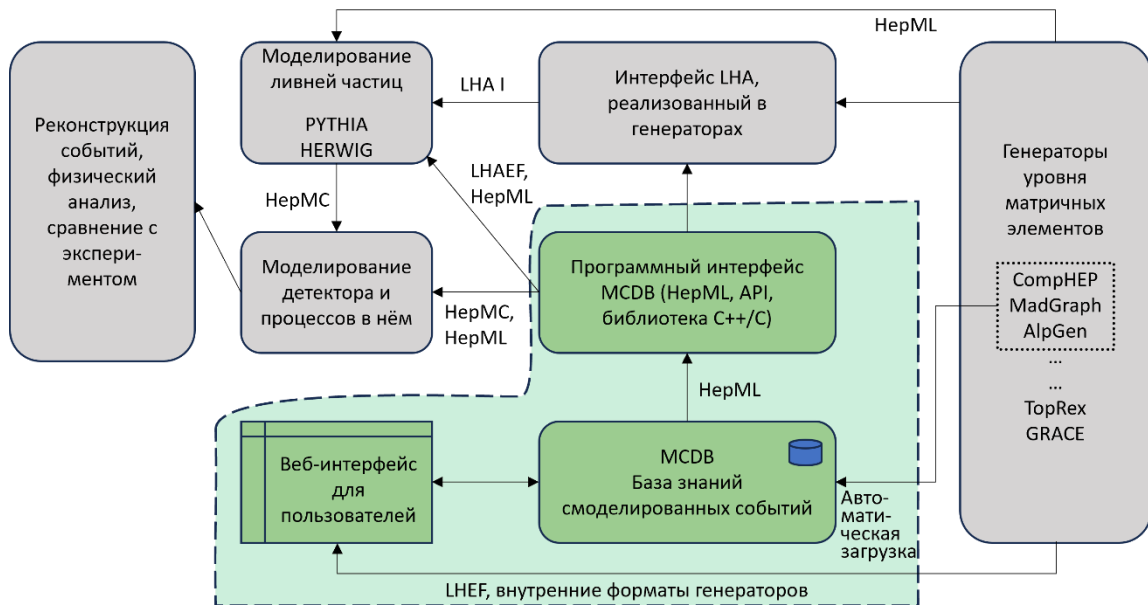 HepML
Реконструкция
событий,
физический
анализ,
сравнение с
экспери-
ментом
Моделирование
ливней частиц
PYTHIA
HERWIG
LHA I
Интерфейс LHA,
реализованный в
генераторах
Генераторы
уровня
матричных
элементов
CompHEP
MadGraph
AlpGen
...
...
TopRex
GRACE
HepMC
LHAEF,
HepML
Моделирование
детектора и
процессов в нём
HepMC,
HepML
Программный интерфейс
MCDB (HepML, API,
библиотека C++/C)
HepML
Веб-интерфейс
для
пользователей
MCDB
База знаний
смоделированных событий
Авто-
мати-
ческая
загрузка
LHEF, внутренние форматы генераторов